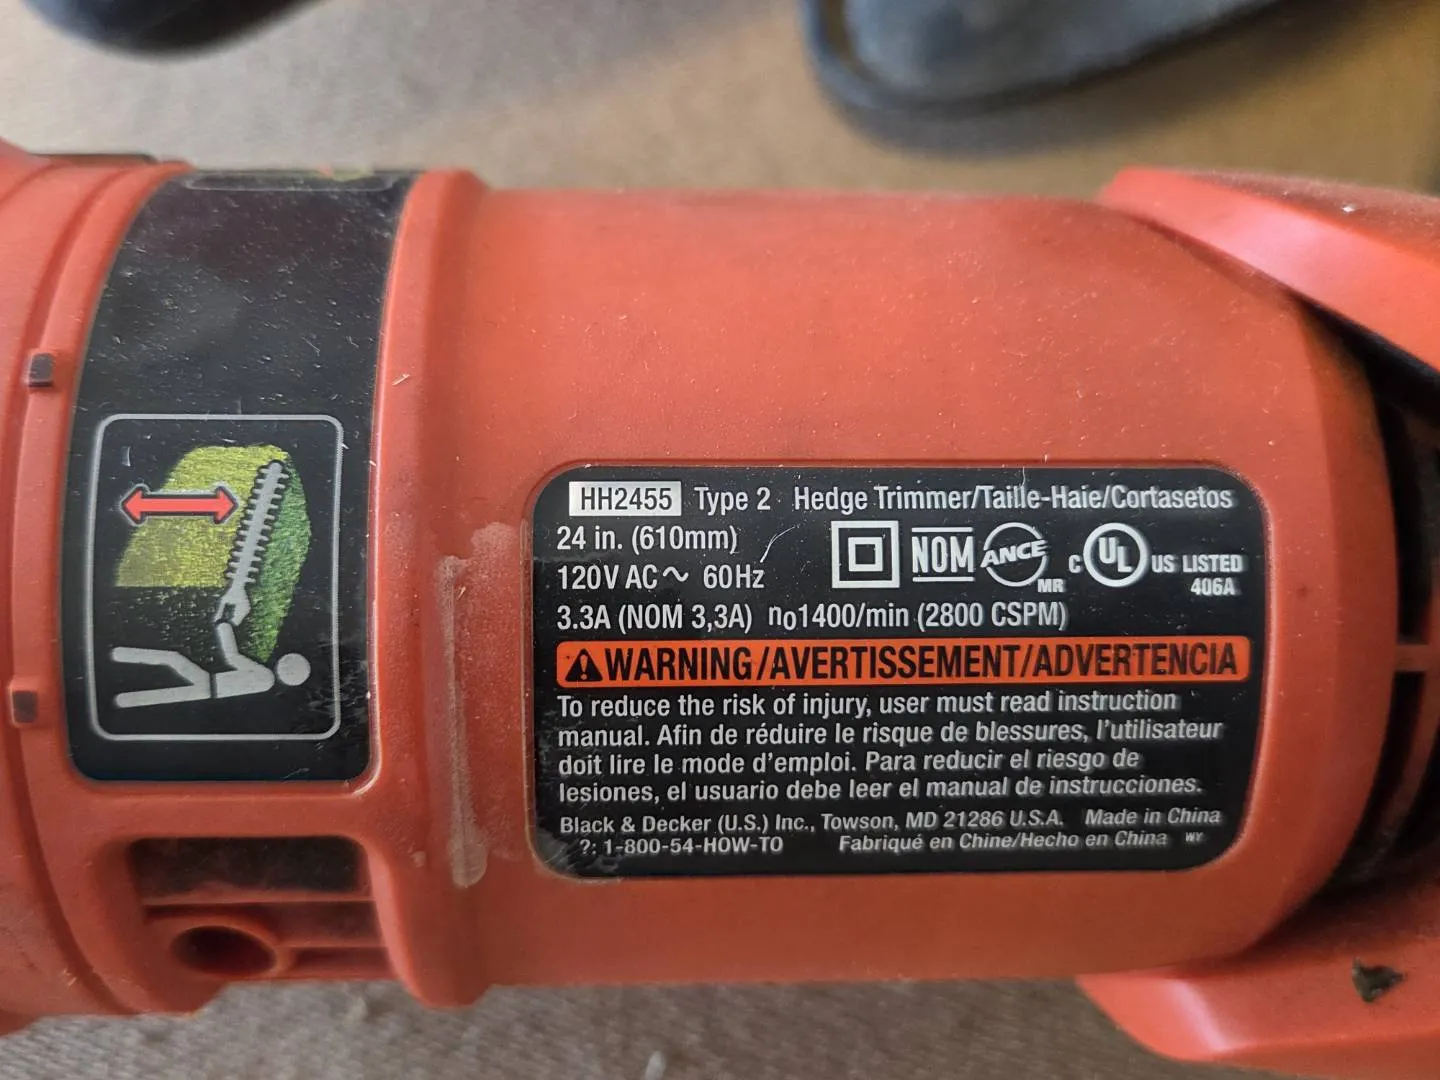 HH2455 Type 2 Hedge Trimmer/Taille-Haie/Cortasetos
24 in. (610mm)
120V AC~ 60Hz
NOM ANCE MR c UL US LISTED
406A
3.3A (NOM 3,3A) no1400/min (2800 CSPM)
WARNING/AVERTISSEMENT/ADVERTENCIA
To reduce the risk of injury, user must read instruction
manual. Afin de réduire le risque de blessures, l'utilisateur
doit lire le mode d'emploi. Para reducir el riesgo de
lesiones, el usuario debe leer el manual de instrucciones.
Black & Decker (U.S.) Inc., Towson, MD 21286 U.S.A. Made in China
?: 1-800-54-HOW-TO Fabriqué en Chine/Hecho en China WY